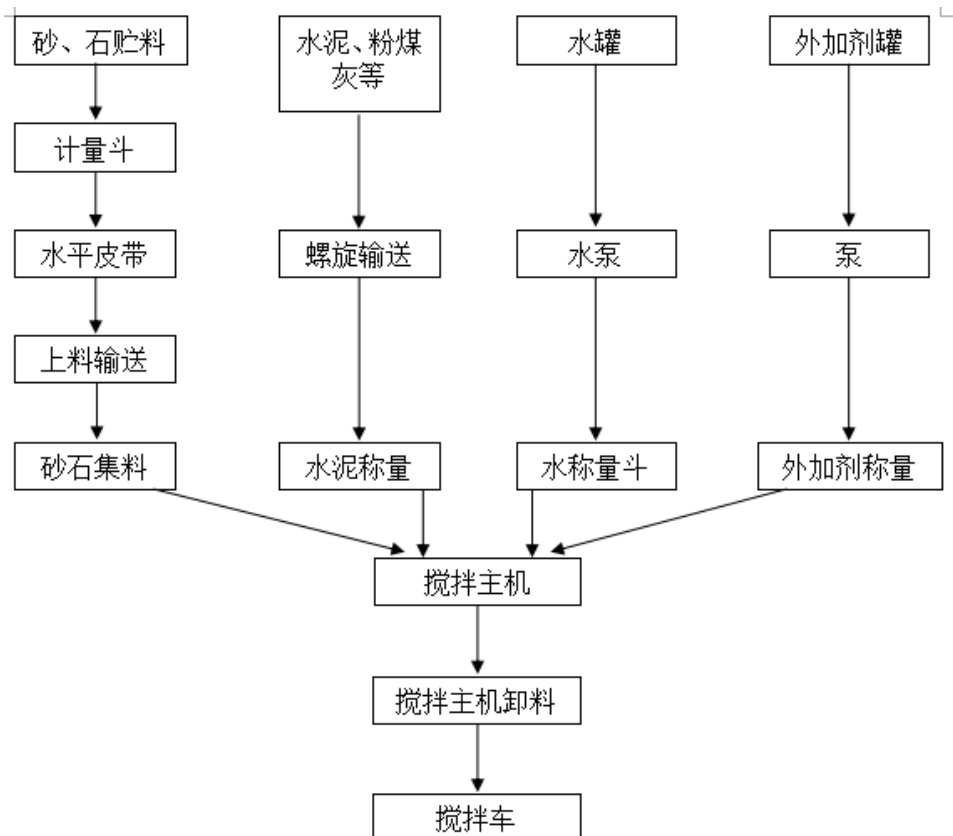 砂、石贮料
水泥、粉煤
灰等
水罐
外加剂罐
计量斗
水平皮带
螺旋输送
水泵
泵
上料输送
砂石集料
水泥称量
水称量斗
外加剂称量
搅拌主机
搅拌主机卸料
搅拌车